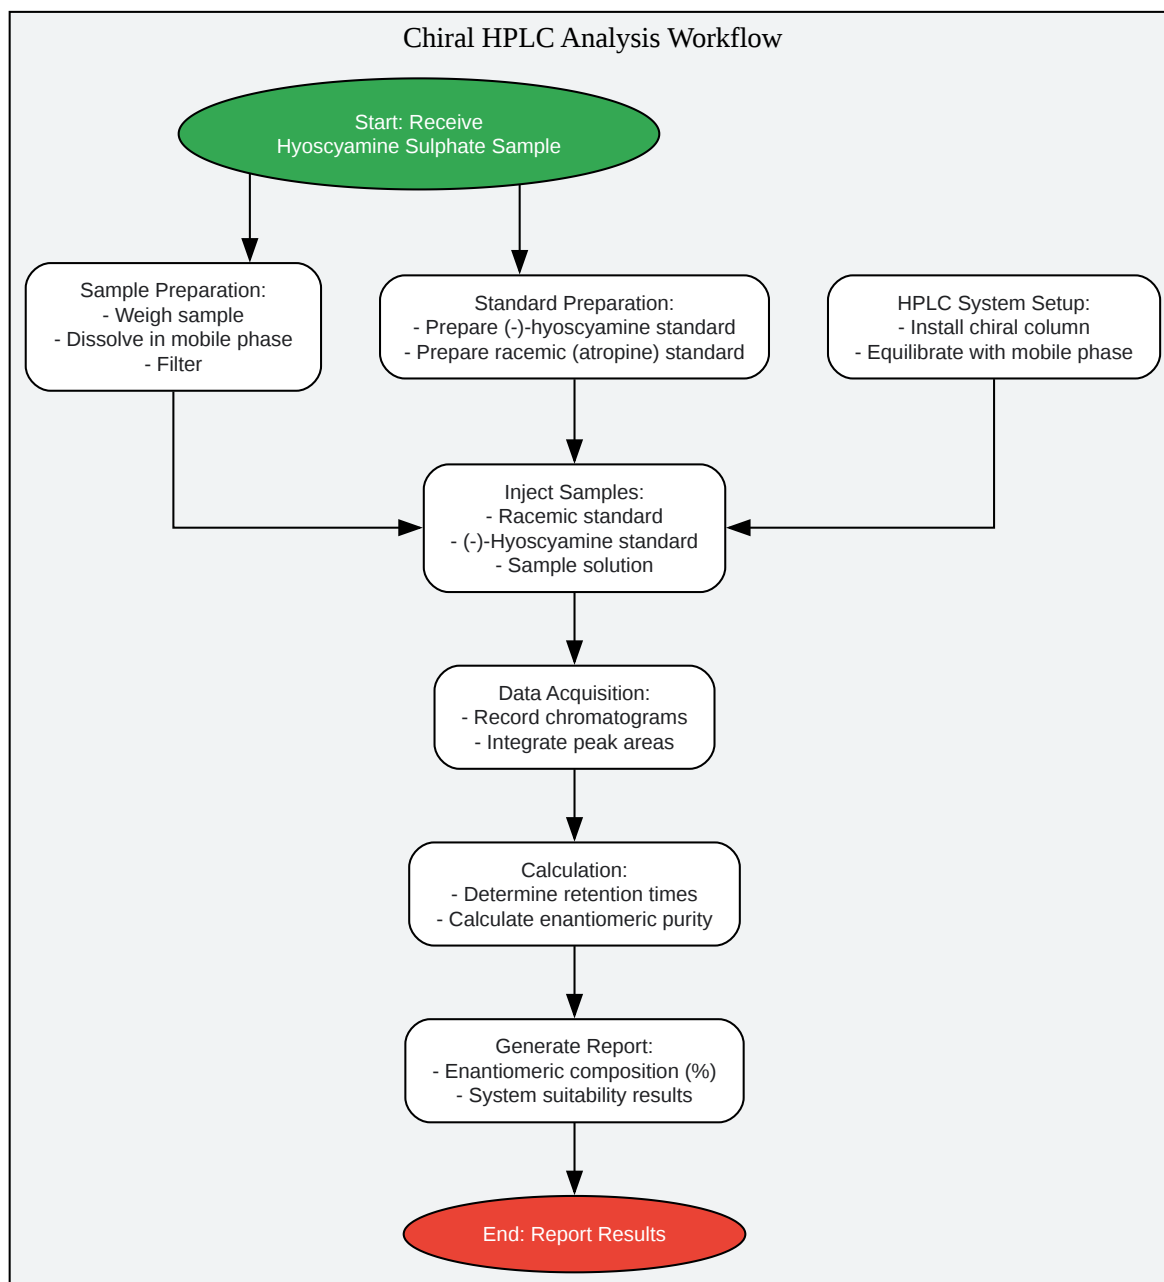 Chiral HPLC Analysis Workflow
Start: Receive
Hyoscyamine Sulphate Sample
Sample Preparation:
- Weigh sample
- Dissolve in mobile phase
- Filter
Standard Preparation:
- Prepare (-)-hyoscyamine standard
- Prepare racemic (atropine) standard
HPLC System Setup:
- Install chiral column
- Equilibrate with mobile phase
Inject Samples:
- Racemic standard
- (-)-Hyoscyamine standard
- Sample solution
Data Acquisition:
- Record chromatograms
- Integrate peak areas
Calculation:
- Determine retention times
- Calculate enantiomeric purity
Generate Report:
- Enantiomeric composition (%)
- System suitability results
End: Report Results